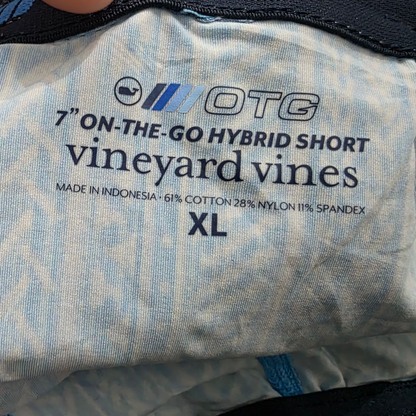 OTG
7" ON-THE-GO HYBRID SHORT
vineyard vines
MADE IN INDONESIA · 61% COTTON 28% NYLON 11% SPANDEX
XL